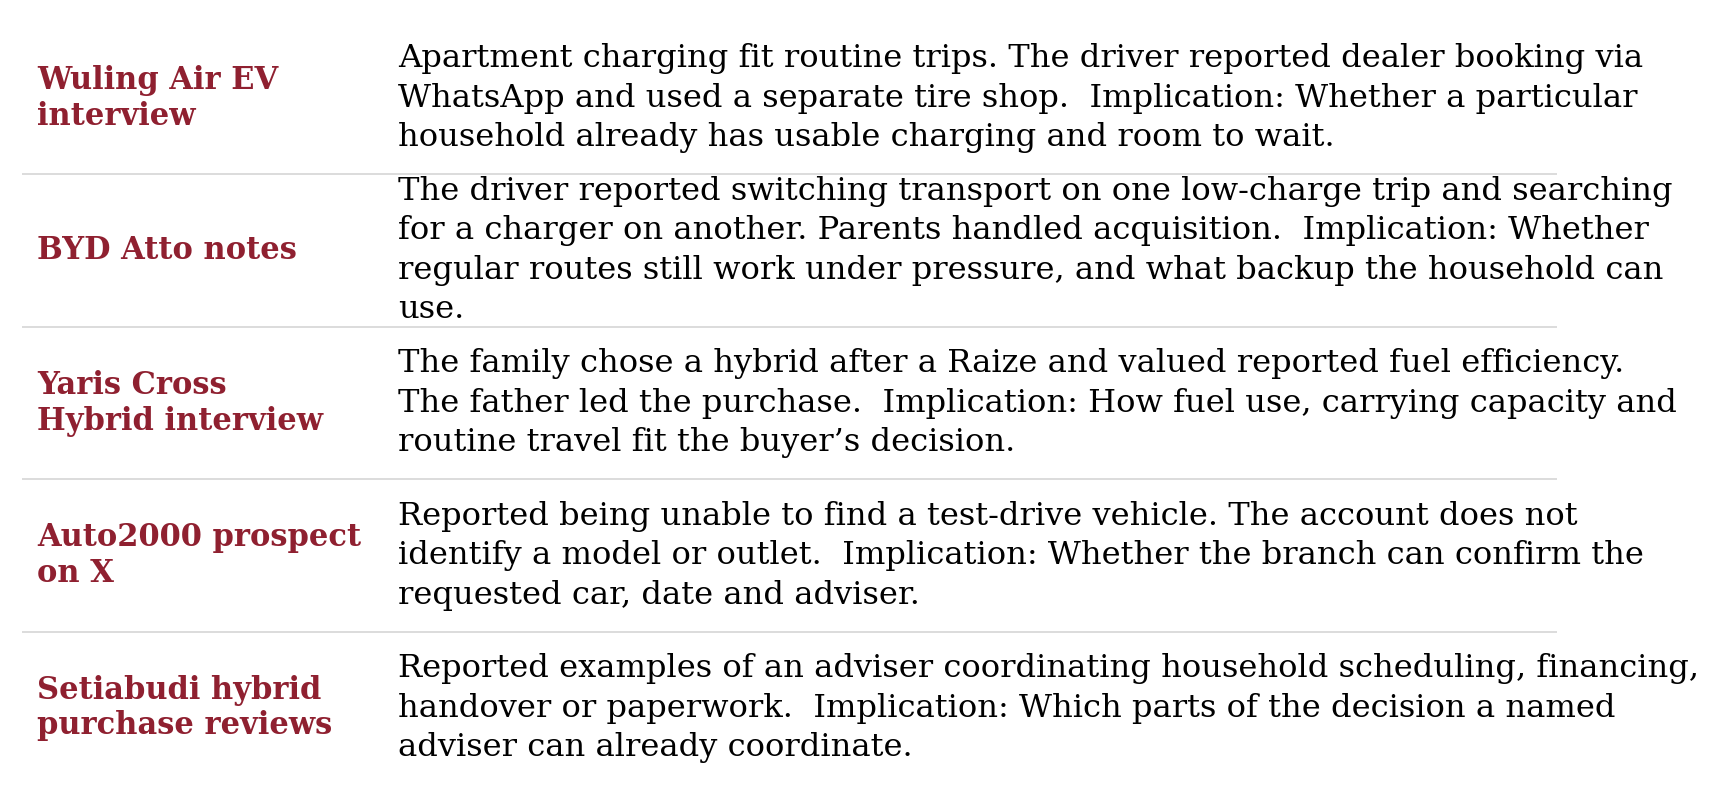 Wuling Air EV
interview
Apartment charging fit routine trips. The driver reported dealer booking via
WhatsApp and used a separate tire shop.  Implication: Whether a particular
household already has usable charging and room to wait.
BYD Atto notes
The driver reported switching transport on one low-charge trip and searching
for a charger on another. Parents handled acquisition.  Implication: Whether
regular routes still work under pressure, and what backup the household can
use.
Yaris Cross
Hybrid interview
The family chose a hybrid after a Raize and valued reported fuel efficiency.
The father led the purchase.  Implication: How fuel use, carrying capacity and
routine travel fit the buyer’s decision.
Auto2000 prospect
on X
Reported being unable to find a test-drive vehicle. The account does not
identify a model or outlet.  Implication: Whether the branch can confirm the
requested car, date and adviser.
Setiabudi hybrid
purchase reviews
Reported examples of an adviser coordinating household scheduling, financing,
handover or paperwork.  Implication: Which parts of the decision a named
adviser can already coordinate.